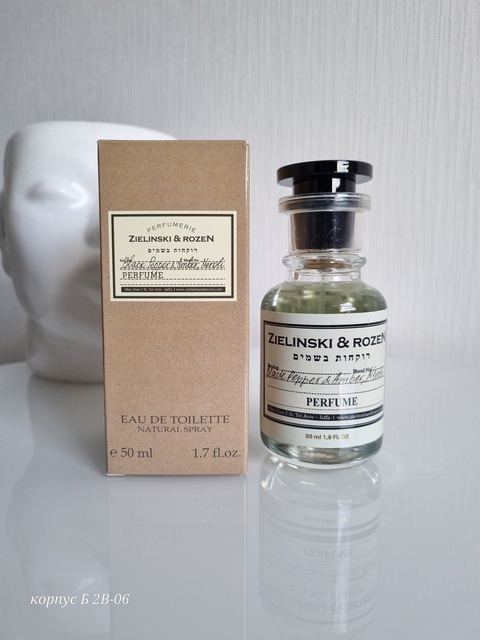 PERFUMERIE
ZIELINSKI & ROZEN
רוקחות בשמים
Black Pepper & Amber, Neroli
PERFUME
EAU DE TOILETTE
NATURAL SPRAY
e 50 ml 1.7 fl.oz.
ZIELINSKI & ROZEN
רוקחות בשמים
Black Pepper & Amber, Neroli
PERFUME
50 ml 1,8 FL OZ
корпус Б 2В-06